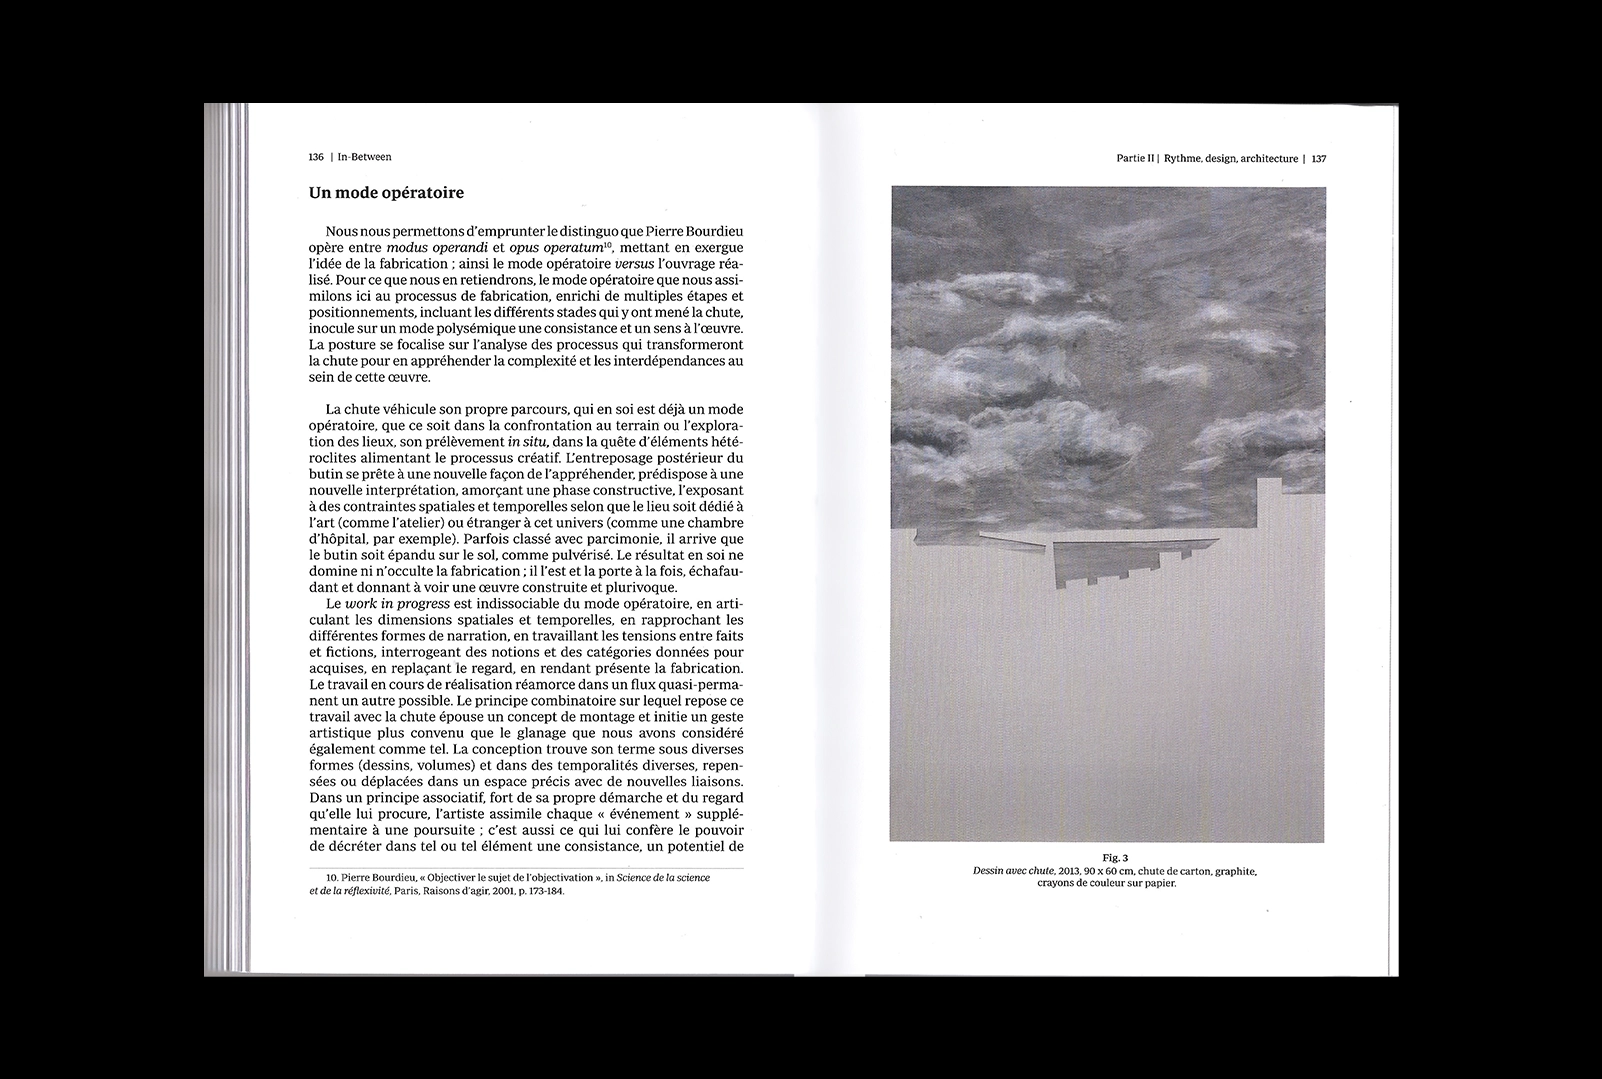 136 | In-Between
Un mode opératoire
Nous nous permettons d'emprunter le distinguo que Pierre Bourdieu
opère entre modus operandi et opus operatum¹⁰, mettant en exergue
l'idée de la fabrication ; ainsi le mode opératoire versus l'ouvrage réa-
lisé. Pour ce que nous en retiendrons, le mode opératoire que nous assi-
milons ici au processus de fabrication, enrichi de multiples étapes et
positionnements, incluant les différents stades qui y ont mené la chute,
inocule sur un mode polysémique une consistance et un sens à l'œuvre.
La posture se focalise sur l'analyse des processus qui transformeront
la chute pour en appréhender la complexité et les interdépendances au
sein de cette œuvre.
La chute véhicule son propre parcours, qui en soi est déjà un mode
opératoire, que ce soit dans la confrontation au terrain ou l'explora-
tion des lieux, son prélèvement in situ, dans la quête d'éléments hété-
roclites alimentant le processus créatif. L'entreposage postérieur du
butin se prête à une nouvelle façon de l'appréhender, prédispose à une
nouvelle interprétation, amorçant une phase constructive, l'exposant
à des contraintes spatiales et temporelles selon que le lieu soit dédié à
l'art (comme l'atelier) ou étranger à cet univers (comme une chambre
d'hôpital, par exemple). Parfois classé avec parcimonie, il arrive que
le butin soit épandu sur le sol, comme pulvérisé. Le résultat en soi ne
domine ni n'occulte la fabrication ; il l'est et la porte à la fois, échafau-
dant et donnant à voir une œuvre construite et plurivoque.
Le work in progress est indissociable du mode opératoire, en arti-
culant les dimensions spatiales et temporelles, en rapprochant les
différentes formes de narration, en travaillant les tensions entre faits
et fictions, interrogeant des notions et des catégories données pour
acquises, en replaçant le regard, en rendant présente la fabrication.
Le travail en cours de réalisation réamorce dans un flux quasi-perma-
nent un autre possible. Le principe combinatoire sur lequel repose ce
travail avec la chute épouse un concept de montage et initie un geste
artistique plus convenu que le glanage que nous avons considéré
également comme tel. La conception trouve son terme sous diverses
formes (dessins, volumes) et dans des temporalités diverses, repen-
sées ou déplacées dans un espace précis avec de nouvelles liaisons.
Dans un principe associatif, fort de sa propre démarche et du regard
qu'elle lui procure, l'artiste assimile chaque « événement » supplé-
mentaire à une poursuite ; c'est aussi ce qui lui confère le pouvoir
de décréter dans tel ou tel élément une consistance, un potentiel de
10. Pierre Bourdieu, « Objectiver le sujet de l'objectivation », in Science de la science
et de la réflexivité, Paris, Raisons d'agir, 2001, p. 173-184.
Partie II | Rythme, design, architecture | 137
Fig. 3
Dessin avec chute, 2013, 90 x 60 cm, chute de carton, graphite,
crayons de couleur sur papier.